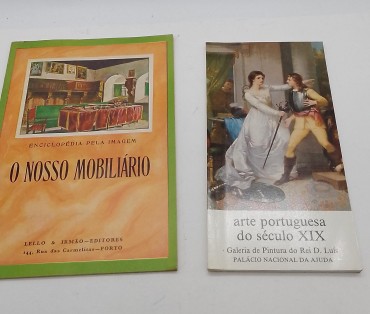 ENCICLOPÉDIA PELA IMAGEM
O NOSSO MOBILIÁRIO
LELLO & IRMÃO—EDITORES
144, Rua das Carmelitas—PORTO
arte portuguesa
do século XIX
Galeria de Pintura do Rei D. Luís
PALÁCIO NACIONAL DA AJUDA